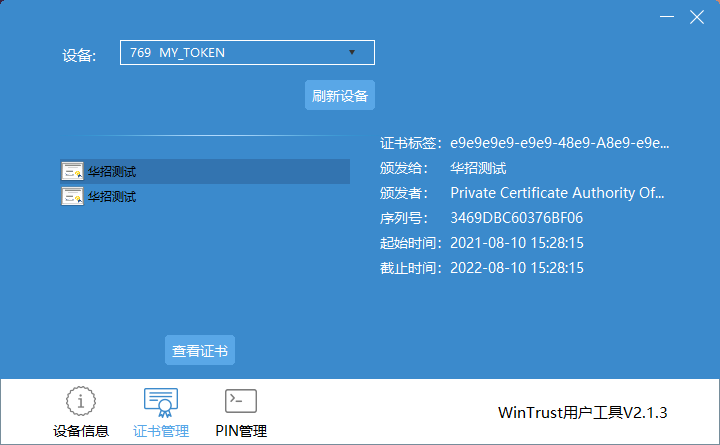 设备: 769 MY_TOKEN
刷新设备
华招测试
华招测试
证书标签: e9e9e9e9-e9e9-48e9-A8e9-e9e...
颁发给: 华招测试
颁发者: Private Certificate Authority Of...
序列号: 3469DBC60376BF06
起始时间: 2021-08-10 15:28:15
截止时间: 2022-08-10 15:28:15
查看证书
设备信息 证书管理 PIN管理
WinTrust用户工具V2.1.3